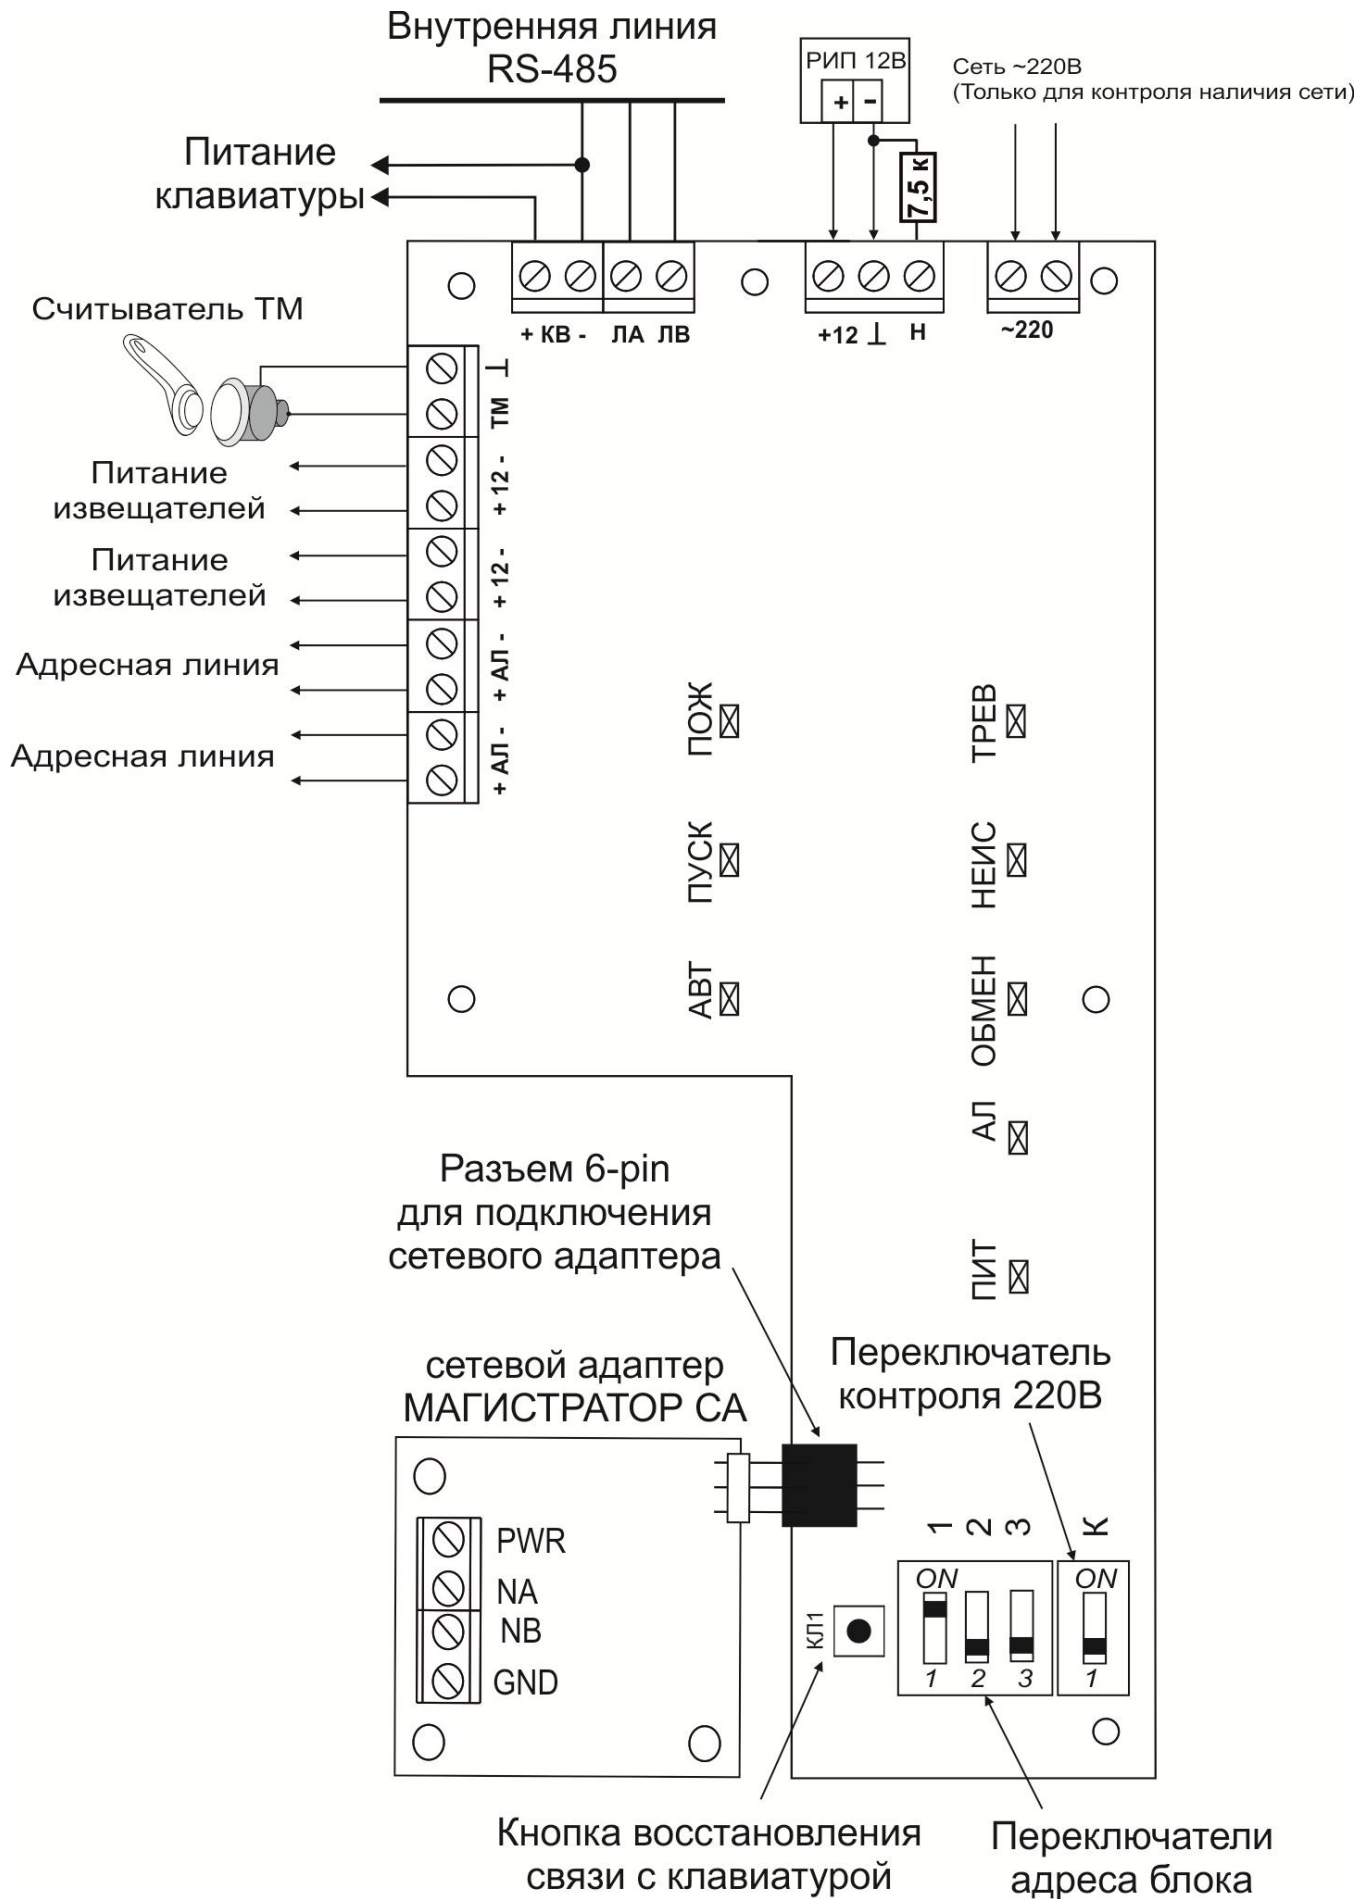 Внутренняя линия
RS-485
РИП 12В
+ -
Сеть ~220В
(Только для контроля наличия сети)
Питание
клавиатуры
7,5 к
+ КВ - ЛА ЛВ
+12 ⊥ Н
~220
Считыватель ТМ
⊥
ТМ
Питание
извещателей
+ 12 -
Питание
извещателей
+ 12 -
Адресная линия
+ АЛ -
Адресная линия
+ АЛ -
ПОЖ
ТРЕВ
ПУСК
НЕИС
АВТ
ОБМЕН
АЛ
ПИТ
Разъем 6-pin
для подключения
сетевого адаптера
сетевой адаптер
МАГИСТРАТОР СА
Переключатель
контроля 220В
PWR
NA
NB
GND
1 2 3 К
ON
1 2 3
ON
1
КЛ1
Кнопка восстановления
связи с клавиатурой
Переключатели
адреса блока